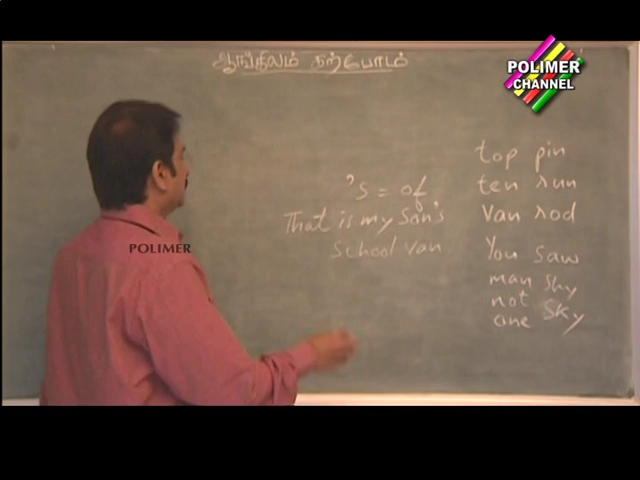 ஆங்கிலம் கற்போம்
POLIMER
CHANNEL
's = of
That is my Son's
school van
top pin
ten run
van rod
You saw
man shy
not
one sky
POLIMER